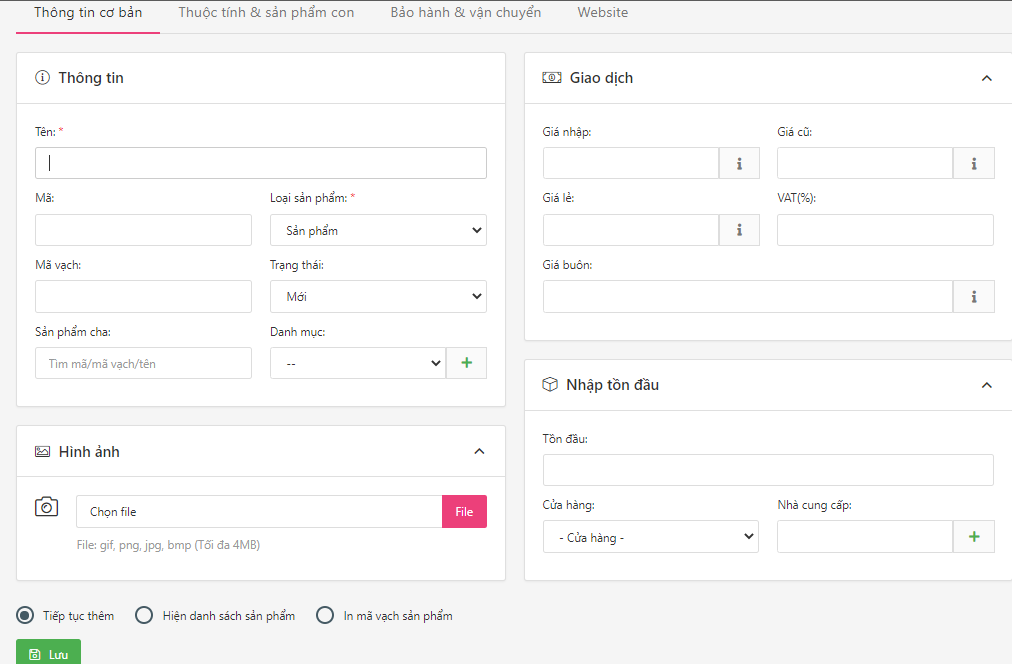 Thông tin cơ bản Thuộc tính & sản phẩm con Bảo hành & vận chuyển Website
Thông tin
Tên: *
Mã: Loại sản phẩm: *
Sản phẩm
Mã vạch: Trạng thái:
Mới
Sản phẩm cha: Danh mục:
Tìm mã/mã vạch/tên -- +
Hình ảnh
Chọn file File
File: gif, png, jpg, bmp (Tối đa 4MB)
Giao dịch
Giá nhập: Giá cũ:
i i
Giá lẻ: VAT(%):
i
Giá buôn:
i
Nhập tồn đầu
Tồn đầu:
Cửa hàng: Nhà cung cấp:
- Cửa hàng - +
Tiếp tục thêm Hiện danh sách sản phẩm In mã vạch sản phẩm
Lưu